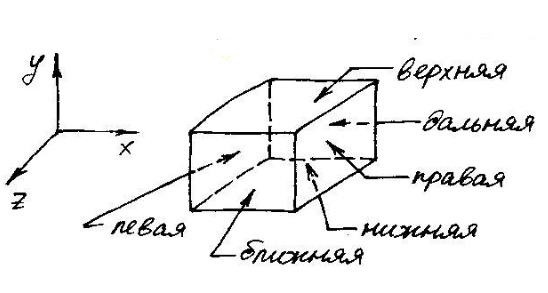 y
верхняя
дальняя
x
правая
z
левая
нижняя
ближняя